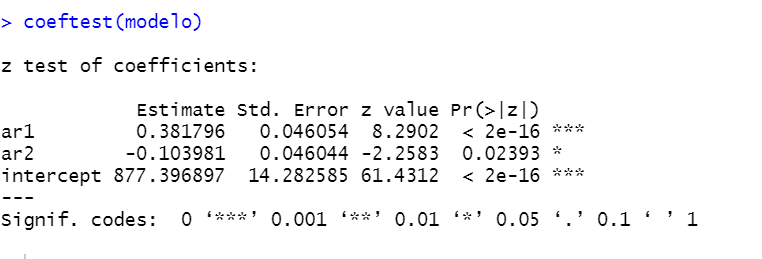 > coeftest(modelo)
z test of coefficients:
Estimate Std. Error z value Pr(>|z|)
ar1 0.381796 0.046054 8.2902 < 2e-16 ***
ar2 -0.103981 0.046044 -2.2583 0.02393 *
intercept 877.396897 14.282585 61.4312 < 2e-16 ***
---
Signif. codes: 0 ‘***’ 0.001 ‘**’ 0.01 ‘*’ 0.05 ‘.’ 0.1 ‘ ’ 1